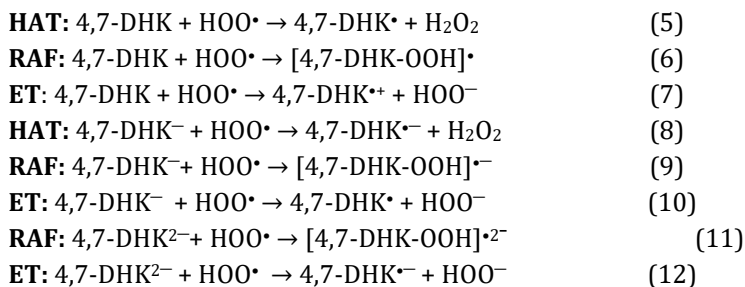 HAT: 4,7-DHK + HOO• → 4,7-DHK• + H₂O₂ (5)
RAF: 4,7-DHK + HOO• → [4,7-DHK-OOH]• (6)
ET: 4,7-DHK + HOO• → 4,7-DHK•⁺ + HOO⁻ (7)
HAT: 4,7-DHK⁻ + HOO• → 4,7-DHK•⁻ + H₂O₂ (8)
RAF: 4,7-DHK⁻+ HOO• → [4,7-DHK-OOH]•⁻ (9)
ET: 4,7-DHK⁻ + HOO• → 4,7-DHK• + HOO⁻ (10)
RAF: 4,7-DHK²⁻+ HOO• → [4,7-DHK-OOH]•²⁻ (11)
ET: 4,7-DHK²⁻ + HOO• → 4,7-DHK•⁻ + HOO⁻ (12)